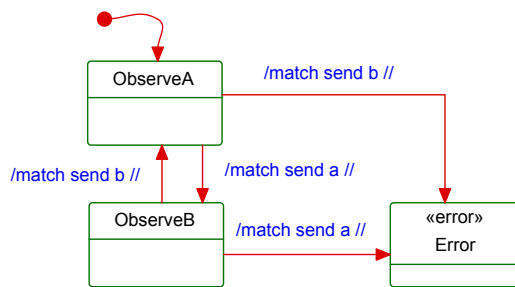 ObserveA
/match send b //
/match send b //
/match send a //
ObserveB
/match send a //
«error»
Error